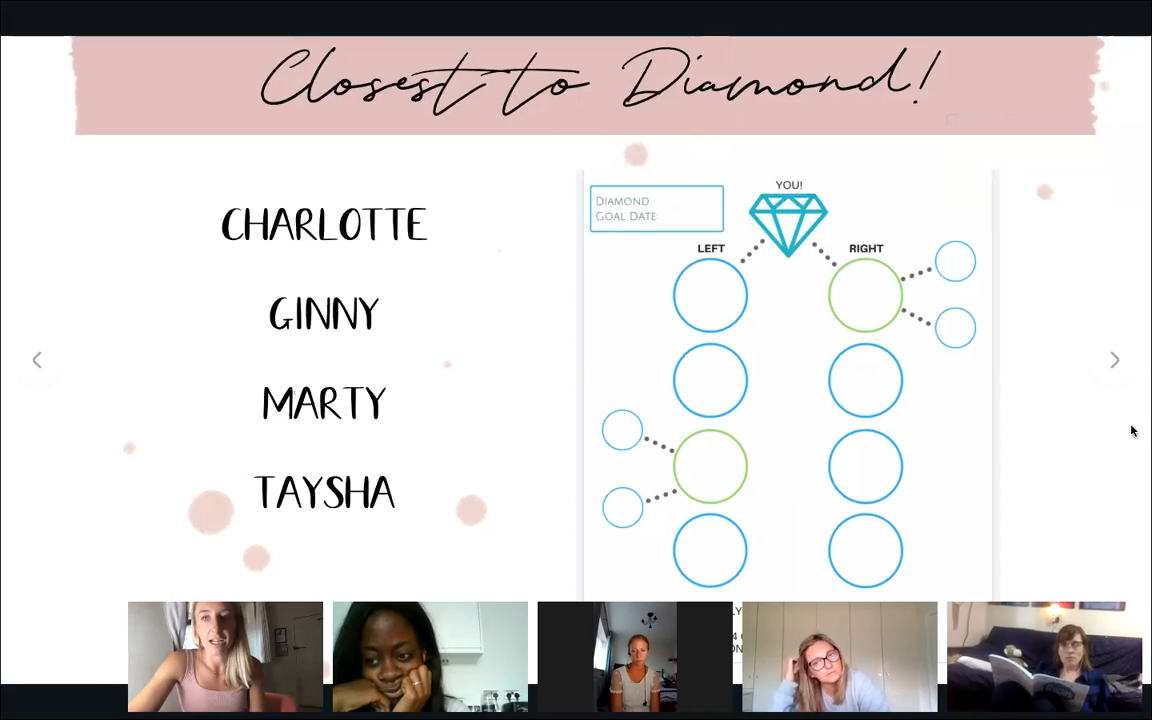 Closest to Diamond!
CHARLOTTE
GINNY
MARTY
TAYSHA
YOU!
DIAMOND
GOAL DATE:
LEFT
RIGHT